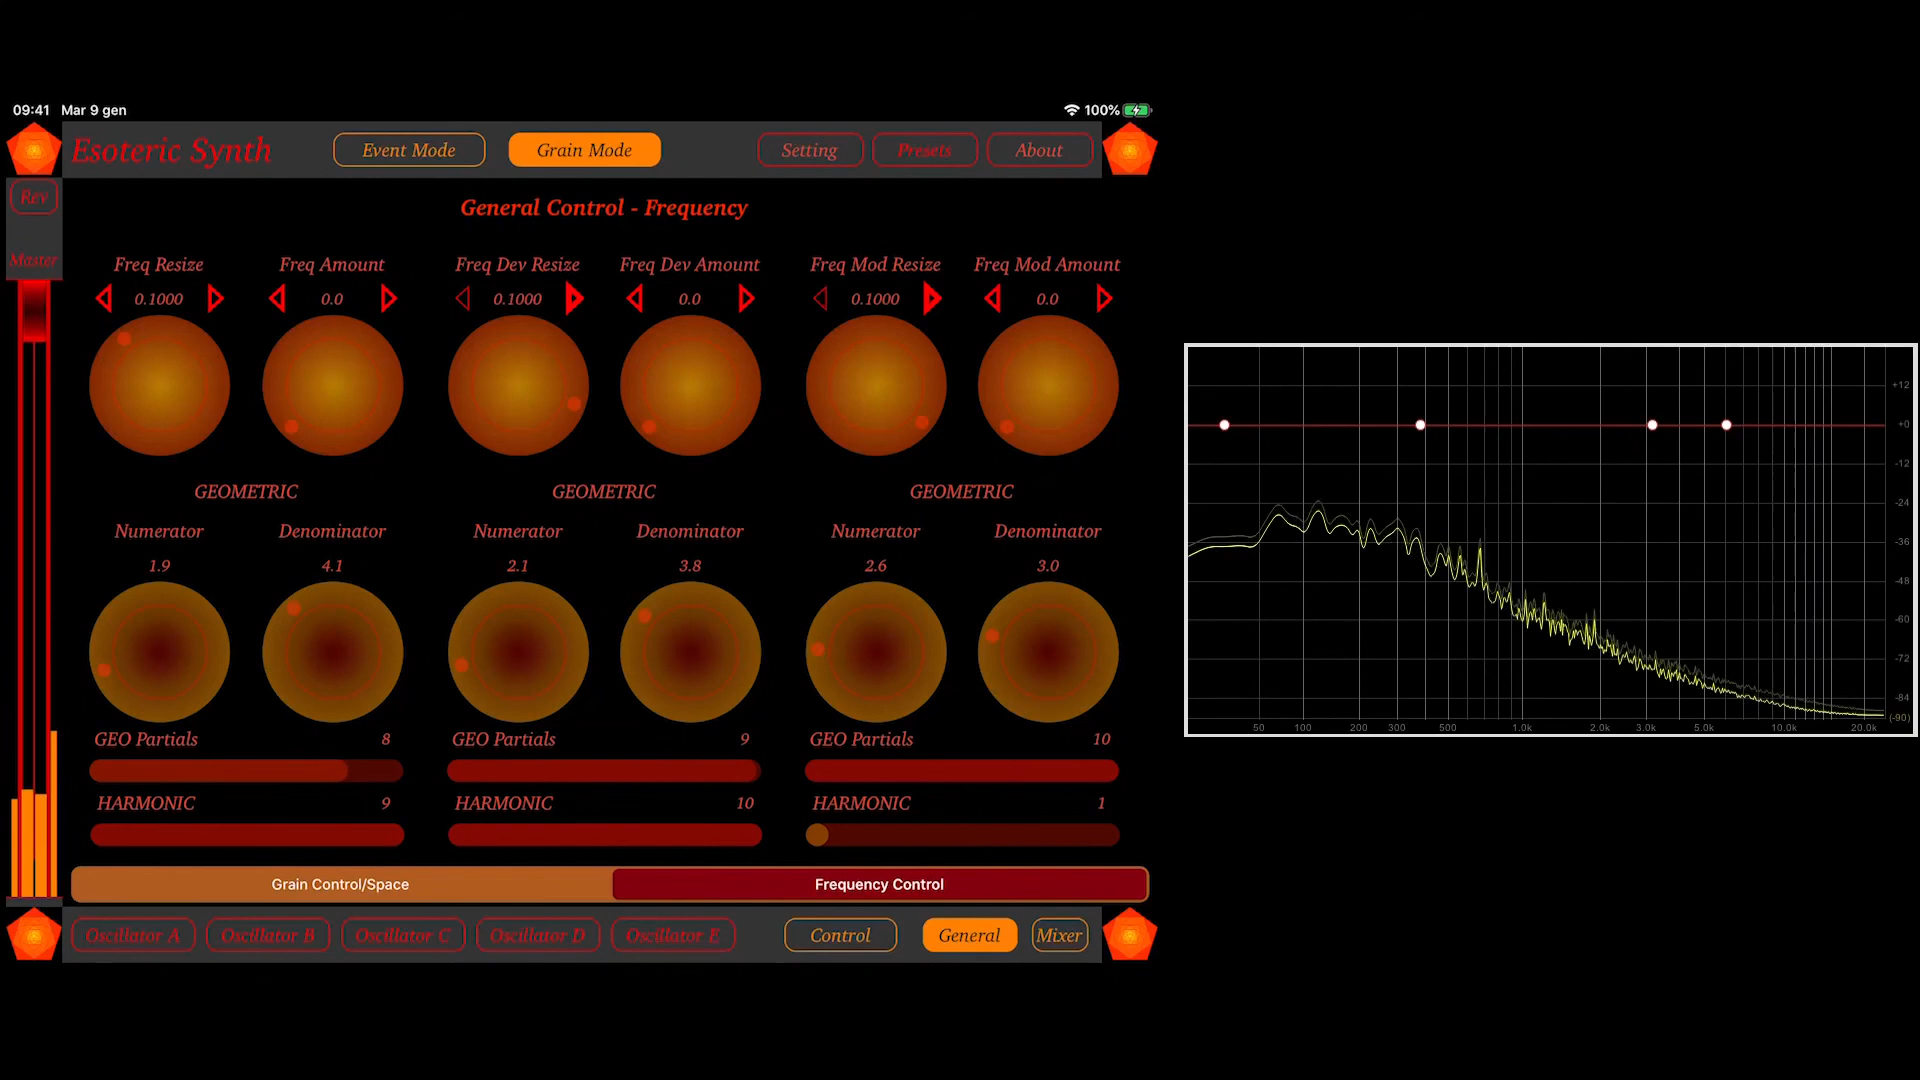 09:41 Mar 9 gen 100%
Esoteric Synth Event Mode Grain Mode Setting Presets About
Rev
General Control - Frequency
Master
Freq Resize Freq Amount Freq Dev Resize Freq Dev Amount Freq Mod Resize Freq Mod Amount
0.1000 0.0 0.1000 0.0 0.1000 0.0
GEOMETRIC GEOMETRIC GEOMETRIC
Numerator Denominator Numerator Denominator Numerator Denominator
1.9 4.1 2.1 3.8 2.6 3.0
GEO Partials 8 GEO Partials 9 GEO Partials 10
HARMONIC 9 HARMONIC 10 HARMONIC 1
Grain Control/Space Frequency Control
Oscillator A Oscillator B Oscillator C Oscillator D Oscillator E Control General Mixer
+12
+0
-12
-24
-36
-48
-60
-72
-84
(-90)
50 100 200 300 500 1.0k 2.0k 3.0k 5.0k 10.0k 20.0k